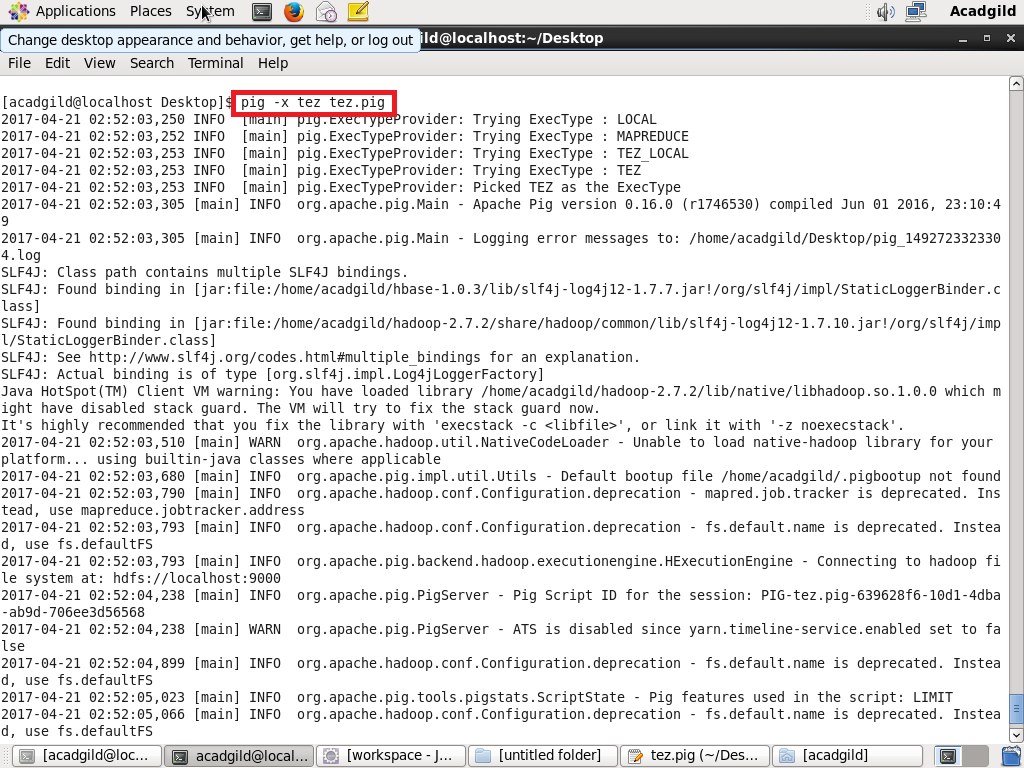 Applications Places System Acadgild
Change desktop appearance and behavior, get help, or log out
ild@localhost:~/Desktop
File Edit View Search Terminal Help
[acadgild@localhost Desktop]$ pig -x tez tez.pig
2017-04-21 02:52:03,250 INFO  [main] pig.ExecTypeProvider: Trying ExecType : LOCAL
2017-04-21 02:52:03,252 INFO  [main] pig.ExecTypeProvider: Trying ExecType : MAPREDUCE
2017-04-21 02:52:03,253 INFO  [main] pig.ExecTypeProvider: Trying ExecType : TEZ_LOCAL
2017-04-21 02:52:03,253 INFO  [main] pig.ExecTypeProvider: Trying ExecType : TEZ
2017-04-21 02:52:03,253 INFO  [main] pig.ExecTypeProvider: Picked TEZ as the ExecType
2017-04-21 02:52:03,305 [main] INFO  org.apache.pig.Main - Apache Pig version 0.16.0 (r1746530) compiled Jun 01 2016, 23:10:4
9
2017-04-21 02:52:03,305 [main] INFO  org.apache.pig.Main - Logging error messages to: /home/acadgild/Desktop/pig_149272332330
4.log
SLF4J: Class path contains multiple SLF4J bindings.
SLF4J: Found binding in [jar:file:/home/acadgild/hbase-1.0.3/lib/slf4j-log4j12-1.7.7.jar!/org/slf4j/impl/StaticLoggerBinder.c
lass]
SLF4J: Found binding in [jar:file:/home/acadgild/hadoop-2.7.2/share/hadoop/common/lib/slf4j-log4j12-1.7.10.jar!/org/slf4j/imp
l/StaticLoggerBinder.class]
SLF4J: See http://www.slf4j.org/codes.html#multiple_bindings for an explanation.
SLF4J: Actual binding is of type [org.slf4j.impl.Log4jLoggerFactory]
Java HotSpot(TM) Client VM warning: You have loaded library /home/acadgild/hadoop-2.7.2/lib/native/libhadoop.so.1.0.0 which m
ight have disabled stack guard. The VM will try to fix the stack guard now.
It's highly recommended that you fix the library with 'execstack -c <libfile>', or link it with '-z noexecstack'.
2017-04-21 02:52:03,510 [main] WARN  org.apache.hadoop.util.NativeCodeLoader - Unable to load native-hadoop library for your
platform... using builtin-java classes where applicable
2017-04-21 02:52:03,680 [main] INFO  org.apache.pig.impl.util.Utils - Default bootup file /home/acadgild/.pigbootup not found
2017-04-21 02:52:03,790 [main] INFO  org.apache.hadoop.conf.Configuration.deprecation - mapred.job.tracker is deprecated. Ins
tead, use mapreduce.jobtracker.address
2017-04-21 02:52:03,793 [main] INFO  org.apache.hadoop.conf.Configuration.deprecation - fs.default.name is deprecated. Instea
d, use fs.defaultFS
2017-04-21 02:52:03,793 [main] INFO  org.apache.pig.backend.hadoop.executionengine.HExecutionEngine - Connecting to hadoop fi
le system at: hdfs://localhost:9000
2017-04-21 02:52:04,238 [main] INFO  org.apache.pig.PigServer - Pig Script ID for the session: PIG-tez.pig-639628f6-10d1-4dba
-ab9d-706ee3d56568
2017-04-21 02:52:04,238 [main] WARN  org.apache.pig.PigServer - ATS is disabled since yarn.timeline-service.enabled set to fa
lse
2017-04-21 02:52:04,899 [main] INFO  org.apache.hadoop.conf.Configuration.deprecation - fs.default.name is deprecated. Instea
d, use fs.defaultFS
2017-04-21 02:52:05,023 [main] INFO  org.apache.pig.tools.pigstats.ScriptState - Pig features used in the script: LIMIT
2017-04-21 02:52:05,066 [main] INFO  org.apache.hadoop.conf.Configuration.deprecation - fs.default.name is deprecated. Instea
d, use fs.defaultFS
[acadgild@loc... acadgild@local... [workspace - J... [untitled folder] tez.pig (~/Des... [acadgild]